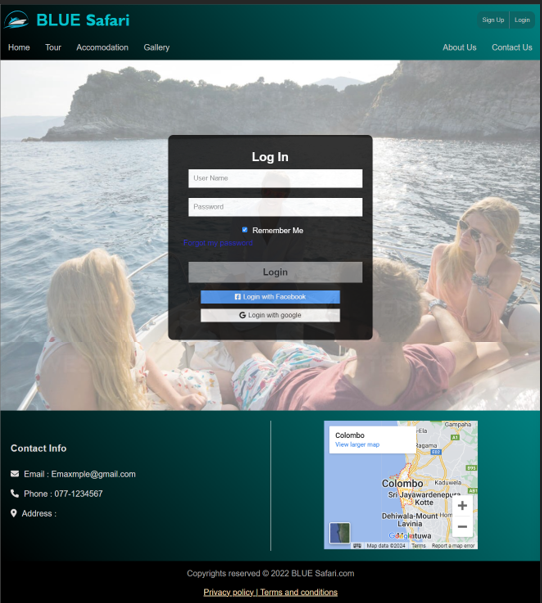 BLUE Safari
Sign Up Login
Home Tour Accomodation Gallery About Us Contact Us
Log In
User Name
Password
Remember Me
Forgot my password
Login
Login with Facebook
Login with google
Contact Info
Email : Emaxmple@gmail.com
Phone : 077-1234567
Address :
Colombo
View larger map
Gampaha
Ragama
Colombo
Kaduwela
Sri Jayawardenepura
Kotte
Dehiwala-Mount
Lavinia
Moratuwa
Map data ©2024 Terms Report a map error
Copyrights reserved © 2022 BLUE Safari.com
Privacy policy | Terms and conditions